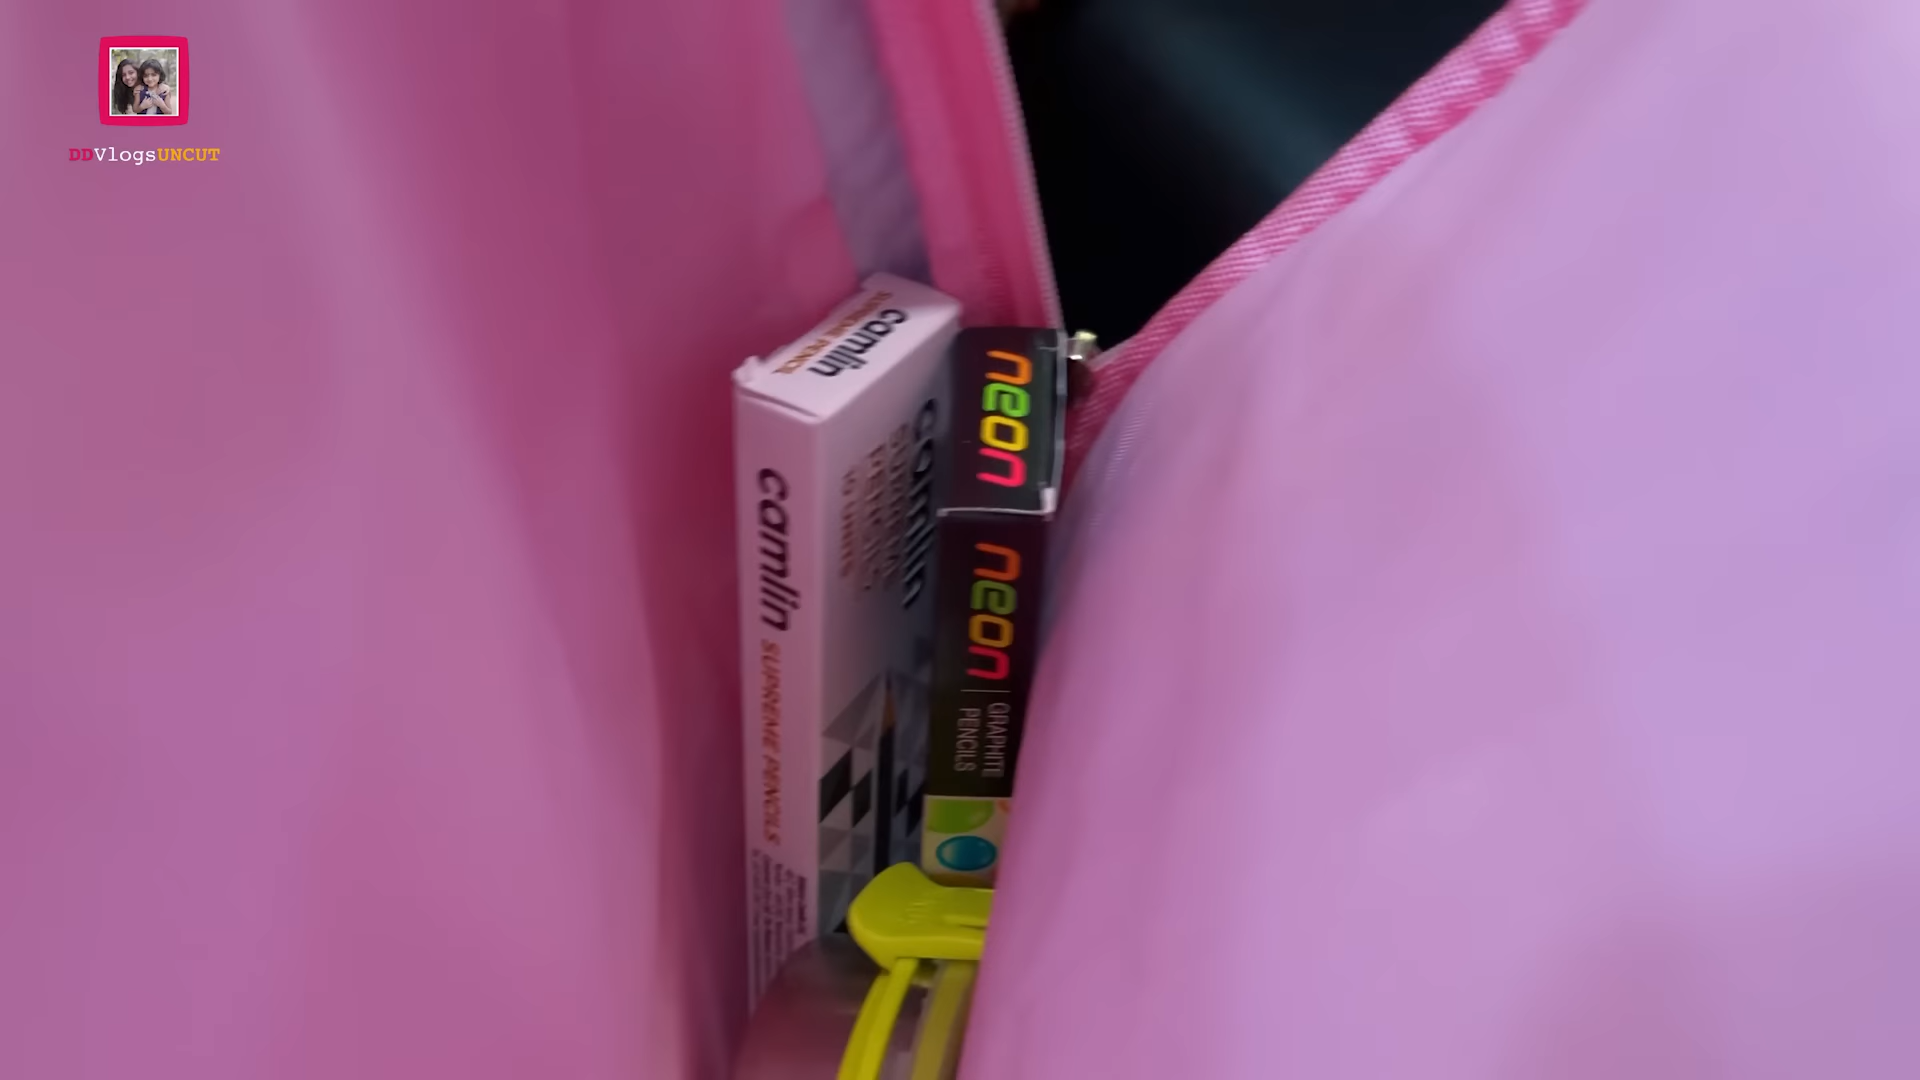 DDVlogsUNCUT
camlin
SUPREME PENCIL
camlin
SUPREME PENCILS
camlin
neon
neon
GRAPHITE
PENCILS